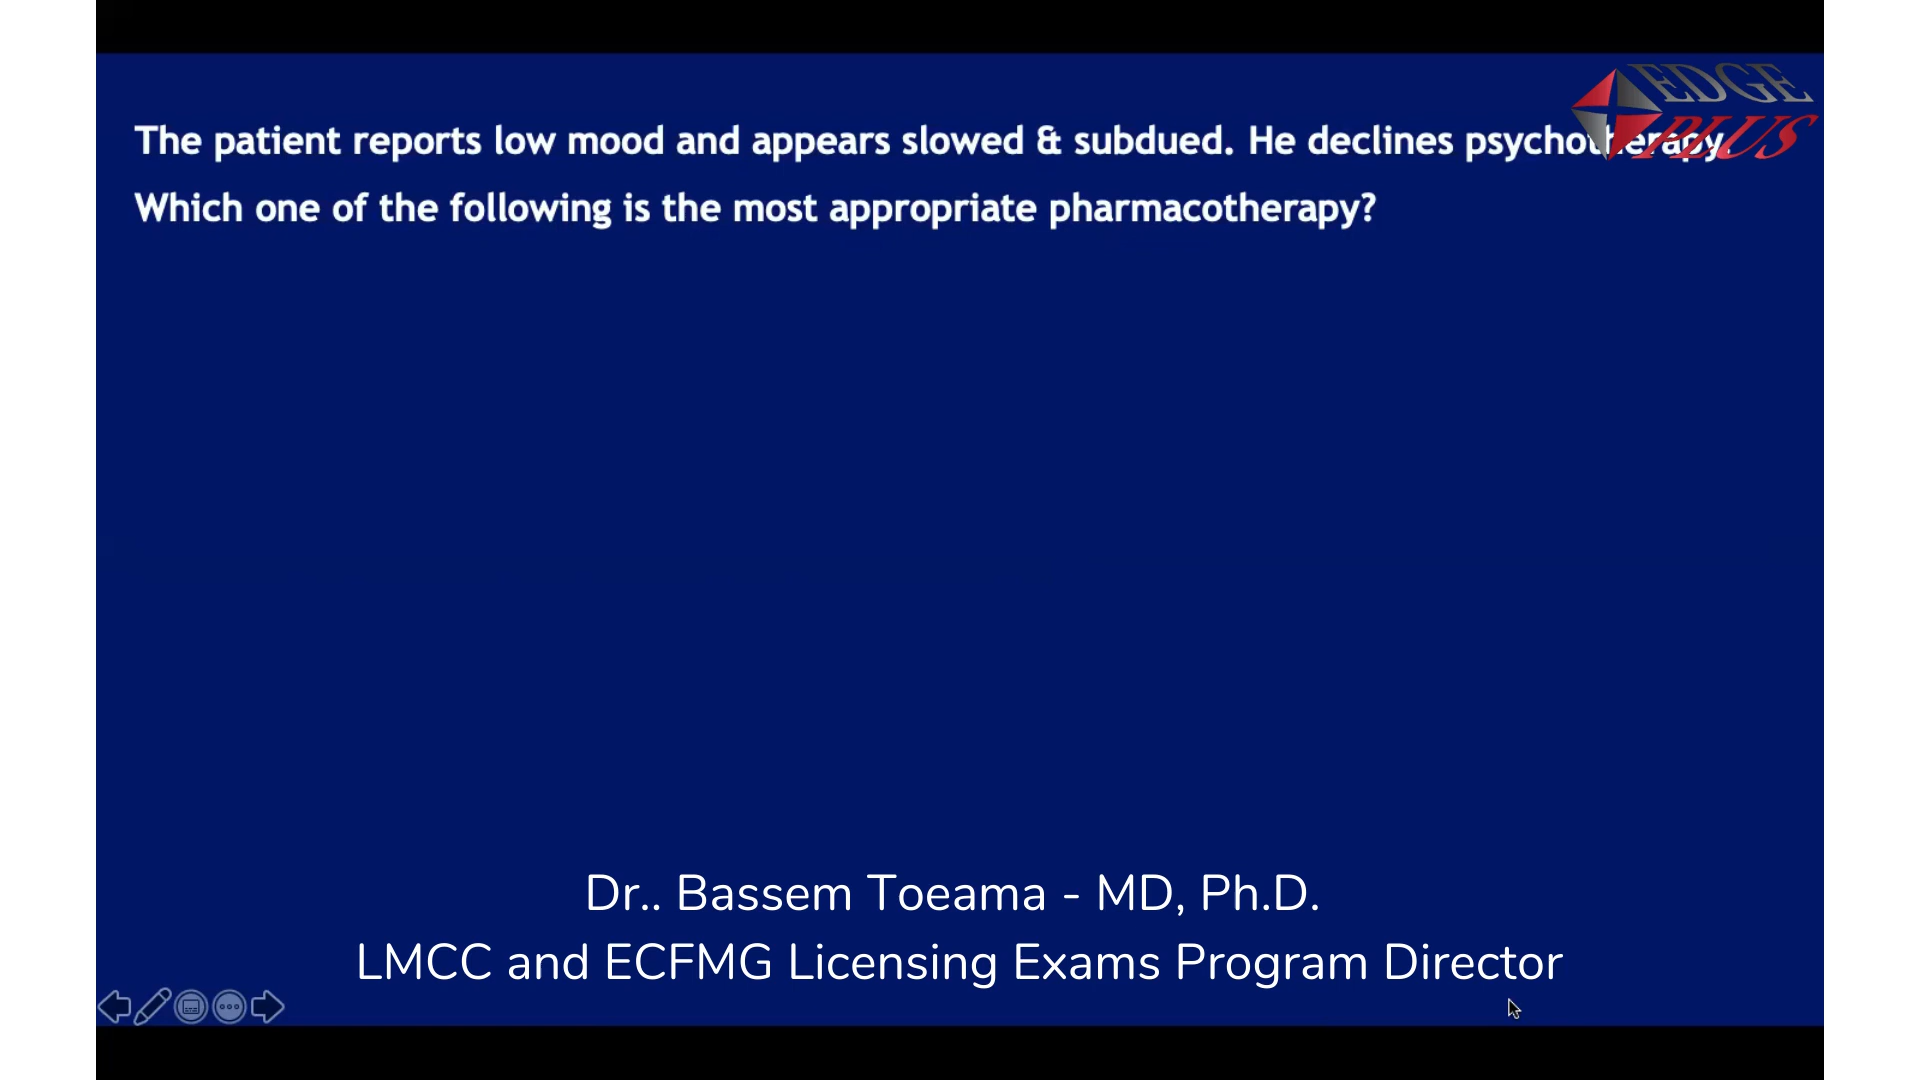 EDGE
PLUS
The patient reports low mood and appears slowed & subdued. He declines psychotherapy.
Which one of the following is the most appropriate pharmacotherapy?
Dr.. Bassem Toeama - MD, Ph.D.
LMCC and ECFMG Licensing Exams Program Director